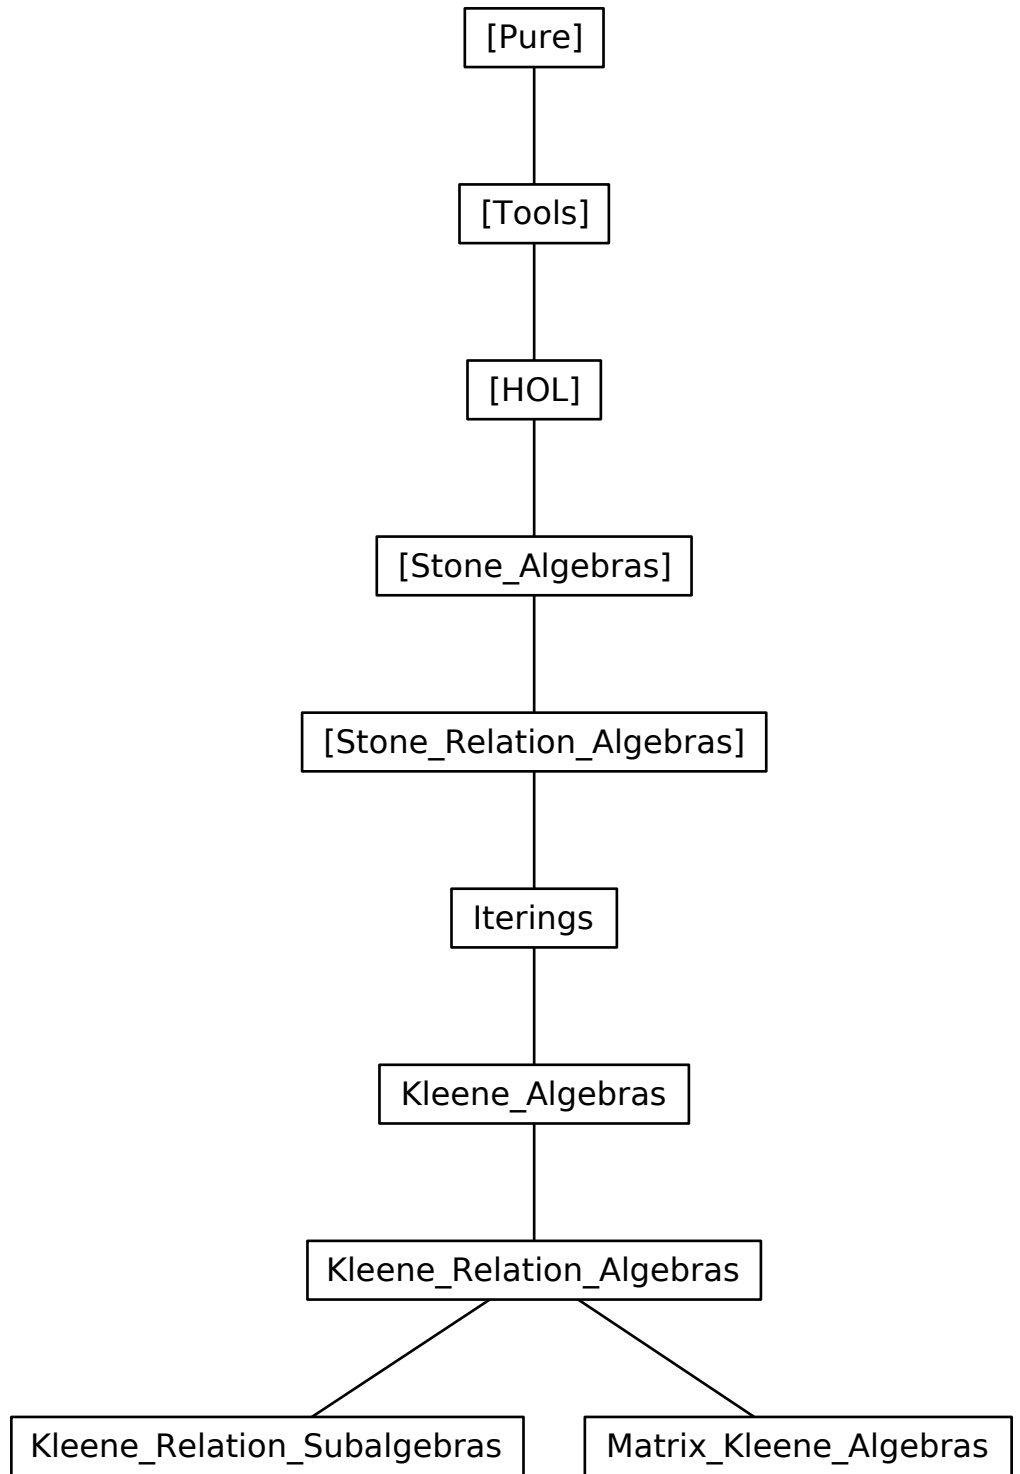 [Pure]
[Tools]
[HOL]
[Stone_Algebras]
[Stone_Relation_Algebras]
Iterings
Kleene_Algebras
Kleene_Relation_Algebras
Kleene_Relation_Subalgebras
Matrix_Kleene_Algebras